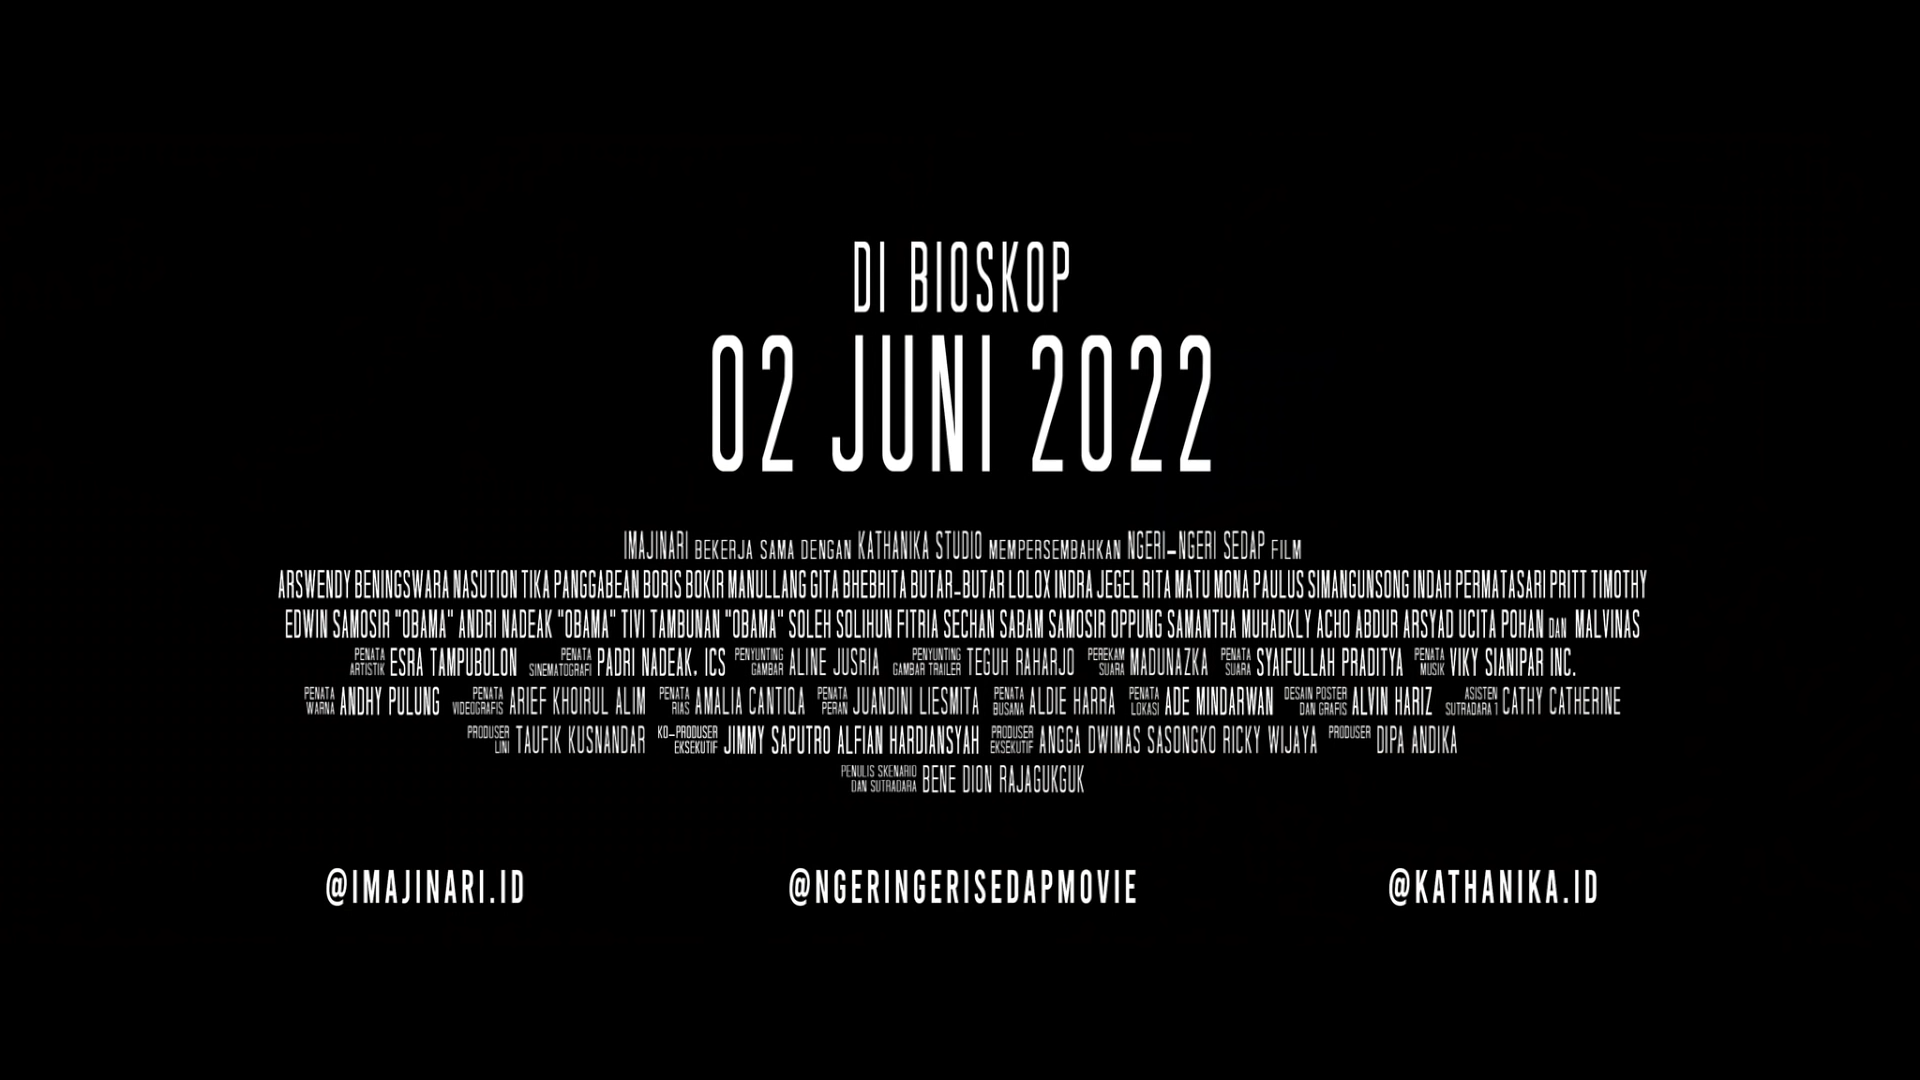 DI BIOSKOP
02 JUNI 2022
IMAJINARI BEKERJA SAMA DENGAN KATHANIKA STUDIO MEMPERSEMBAHKAN NGERI-NGERI SEDAP FILM
ARSWENDY BENINGSWARA NASUTION TIKA PANGGABEAN BORIS BOKIR MANULLANG GITA BHEBHITA BUTAR-BUTAR LOLOX INDRA JEGEL RITA MATU MONA PAULUS SIMANGUNSONG INDAH PERMATASARI PRITT TIMOTHY
EDWIN SAMOSIR "OBAMA" ANDRI NADEAK "OBAMA" TIVI TAMBUNAN "OBAMA" SOLEH SOLIHUN FITRIA SECHAN SABAM SAMOSIR OPPUNG SAMANTHA MUHADKLY ACHO ABDUR ARSYAD UCITA POHAN DAN MALVINAS
PENATA ARTISTIK ESRA TAMPUBOLON PENATA SINEMATOGRAFI PADRI NADEAK, ICS PENYUNTING GAMBAR ALINE JUSRIA PENYUNTING GAMBAR TRAILER TEGUH RAHARJO PEREKAM SUARA MADUNAZKA PENATA SUARA SYAIFULLAH PRADITYA PENATA MUSIK VIKY SIANIPAR INC.
PENATA WARNA ANDHY PULUNG PENATA VIDEOGRAFIS ARIEF KHOIRUL ALIM PENATA RIAS AMALIA CANTIQA PENATA PERAN JUANDINI LIESMITA PENATA BUSANA ALDIE HARRA PENATA LOKASI ADE MINDARWAN DESAIN POSTER DAN GRAFIS ALVIN HARIZ ASISTEN SUTRADARA 1 CATHY CATHERINE
PRODUSER LINI TAUFIK KUSNANDAR KO-PRODUSER EKSEKUTIF JIMMY SAPUTRO ALFIAN HARDIANSYAH PRODUSER EKSEKUTIF ANGGA DWIMAS SASONGKO RICKY WIJAYA PRODUSER DIPA ANDIKA
PENULIS SKENARIO DAN SUTRADARA BENE DION RAJAGUKGUK
@IMAJINARI.ID @NGERINGERISEDAPMOVIE @KATHANIKA.ID